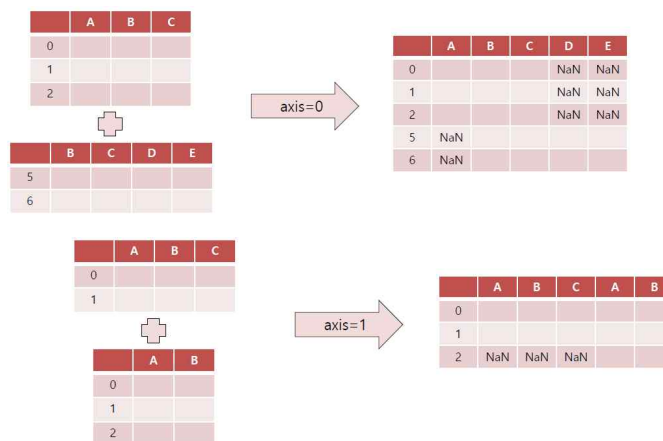 A B C
0
1
2
B C D E
5
6
axis=0
A B C D E
0 NaN NaN
1 NaN NaN
2 NaN NaN
5 NaN
6 NaN
A B C
0
1
A B
0
1
2
axis=1
A B C A B
0
1
2 NaN NaN NaN